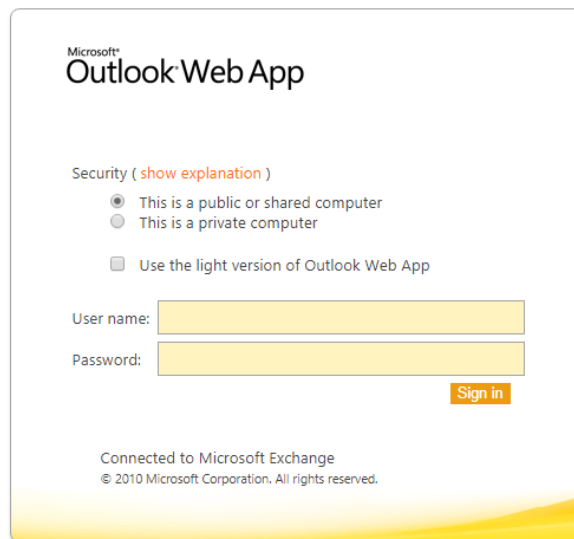 Microsoft®
Outlook® Web App
Security ( show explanation )
This is a public or shared computer
This is a private computer
Use the light version of Outlook Web App
User name:
Password:
Sign in
Connected to Microsoft Exchange
© 2010 Microsoft Corporation. All rights reserved.